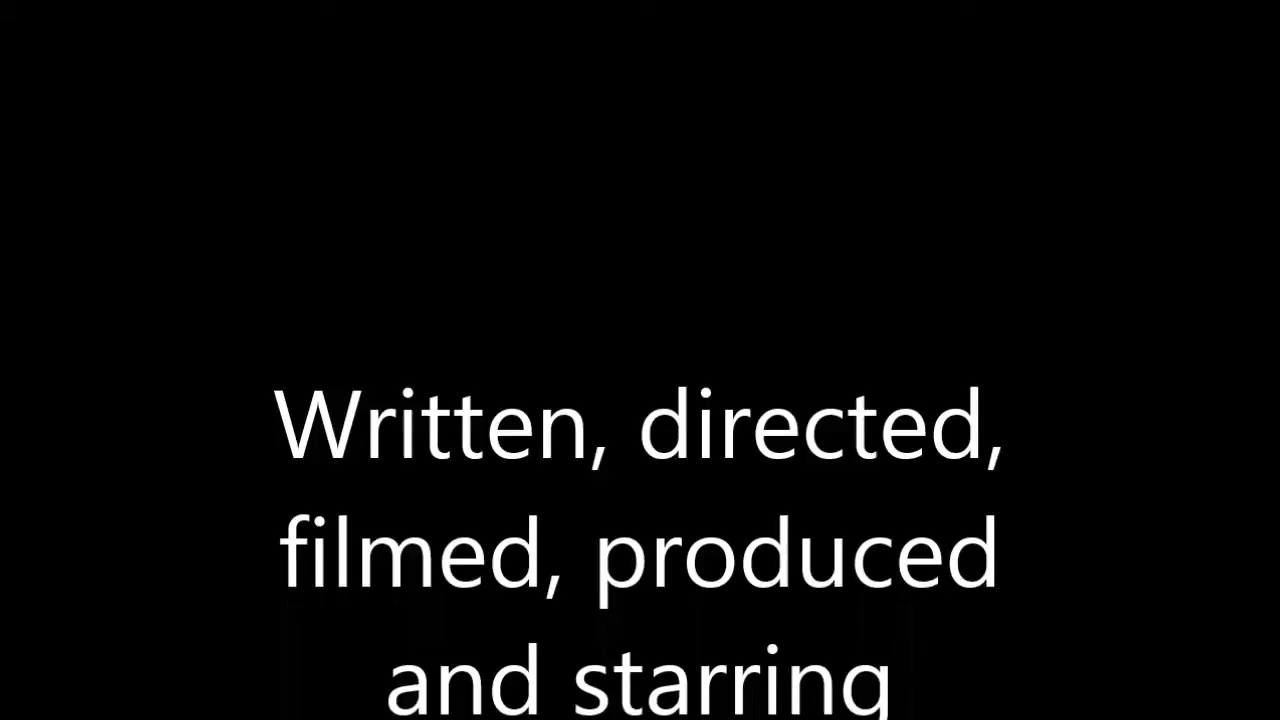 Written, directed,
filmed, produced
and starring